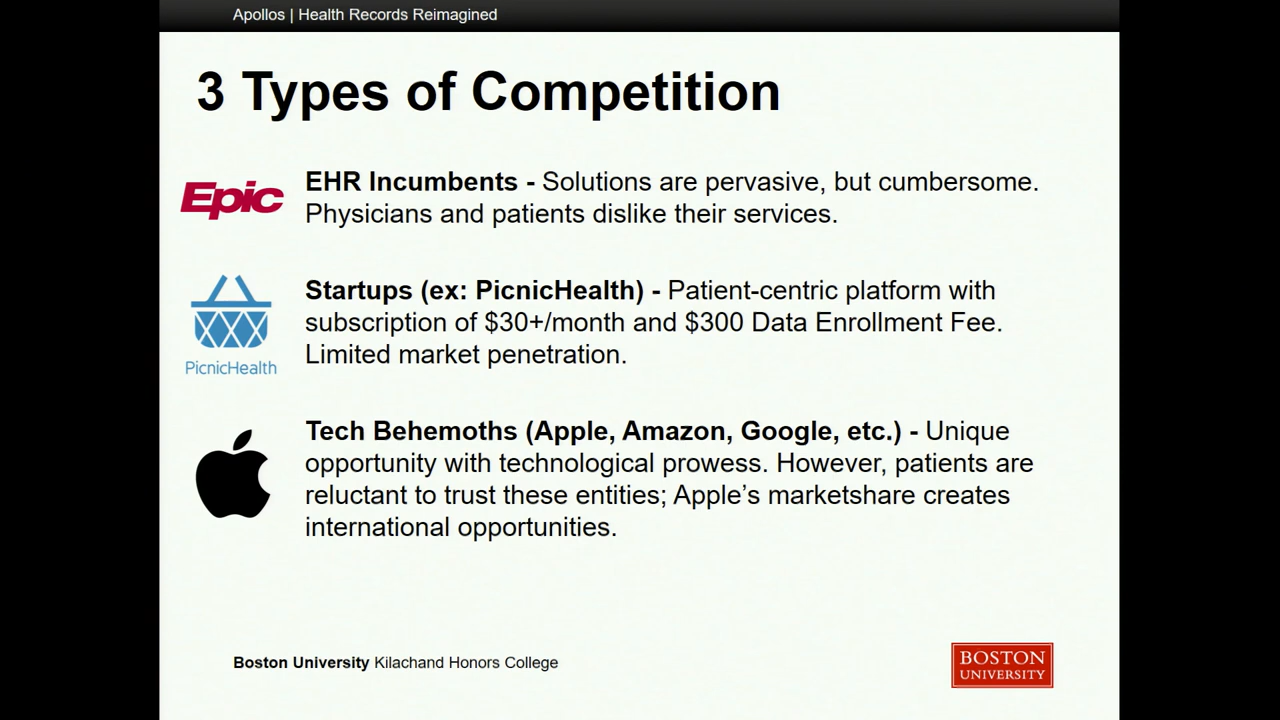 Apollos | Health Records Reimagined
3 Types of Competition
Epic
EHR Incumbents - Solutions are pervasive, but cumbersome.
Physicians and patients dislike their services.
PicnicHealth
Startups (ex: PicnicHealth) - Patient-centric platform with
subscription of $30+/month and $300 Data Enrollment Fee.
Limited market penetration.
Tech Behemoths (Apple, Amazon, Google, etc.) - Unique
opportunity with technological prowess. However, patients are
reluctant to trust these entities; Apple’s marketshare creates
international opportunities.
Boston University Kilachand Honors College
BOSTON
UNIVERSITY